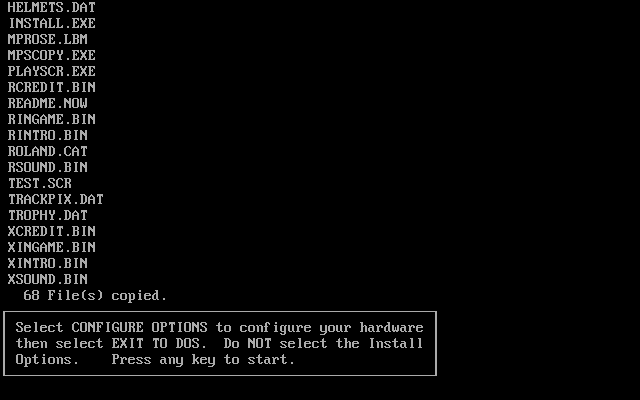 HELMETS.DAT
INSTALL.EXE
MPROSE.LBM
MPSCOPY.EXE
PLAYSCR.EXE
RCREDIT.BIN
README.NOW
RINGAME.BIN
RINTRO.BIN
ROLAND.CAT
RSOUND.BIN
TEST.SCR
TRACKPIX.DAT
TROPHY.DAT
XCREDIT.BIN
XINGAME.BIN
XINTRO.BIN
XSOUND.BIN
68 File(s) copied.
Select CONFIGURE OPTIONS to configure your hardware
then select EXIT TO DOS. Do NOT select the Install
Options. Press any key to start.